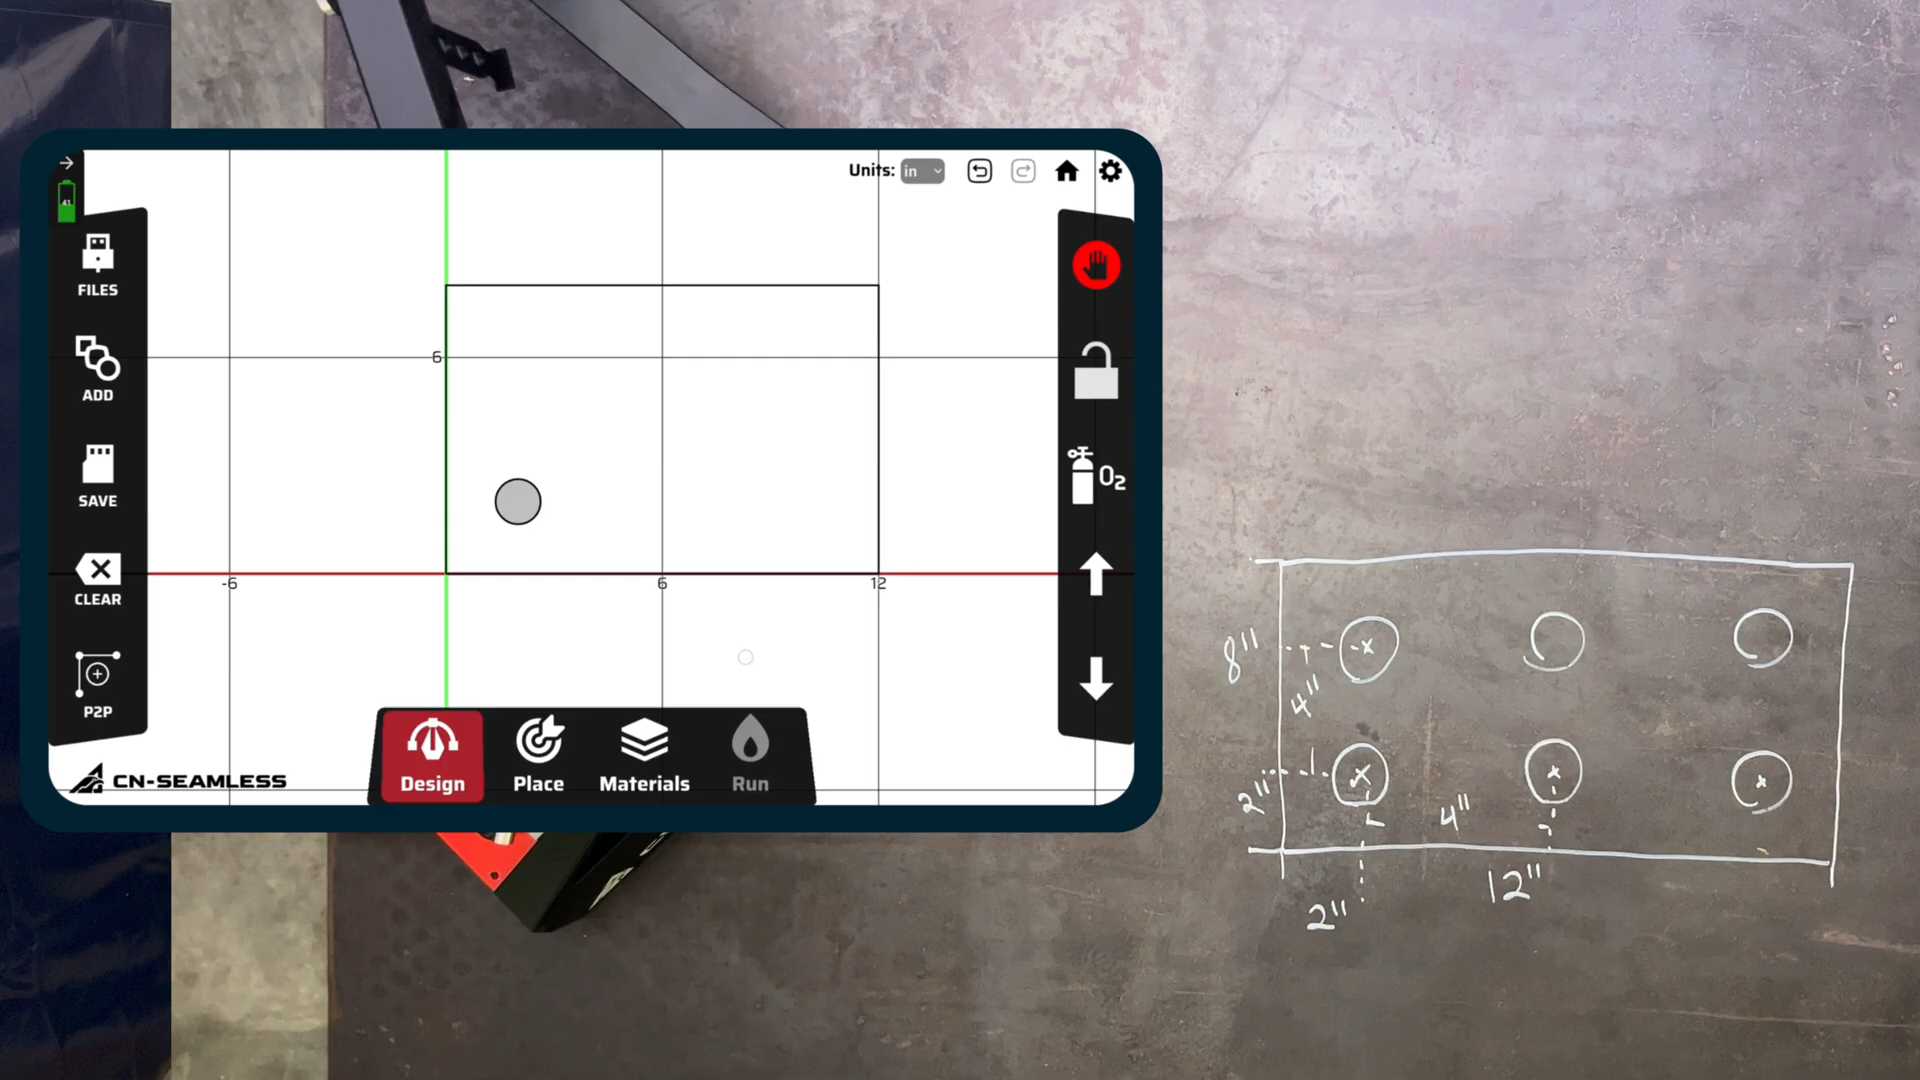 Units: in
41
FILES
ADD
SAVE
CLEAR
P2P
6
-6
6
12
O2
CN-SEAMLESS
Design
Place
Materials
Run
8"
4"
2"
4"
12"
2"